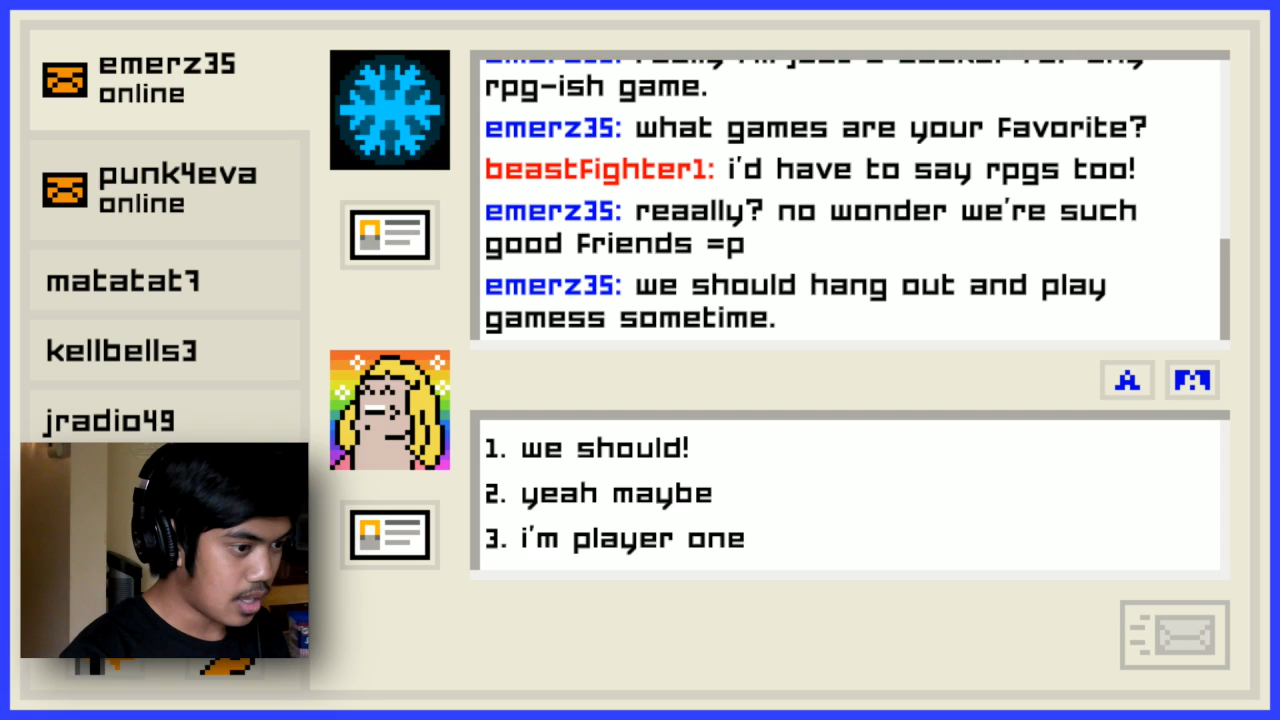 emerz35
online
punk4eva
online
matatat7
kellbells3
jradio49
rpg-ish game.
emerz35: what games are your favorite?
beastfighter1: i'd have to say rpgs too!
emerz35: reaally? no wonder we're such
good friends =p
emerz35: we should hang out and play
gamess sometime.
A
1. we should!
2. yeah maybe
3. i'm player one